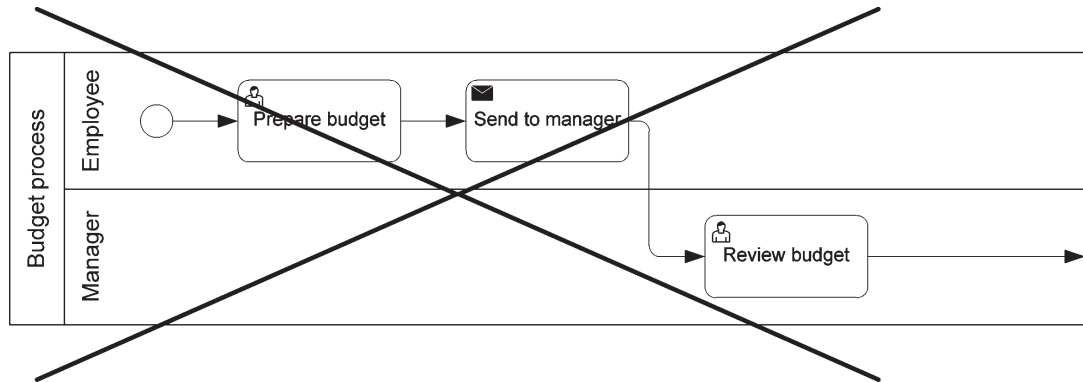 Budget process
Employee
Prepare budget
Send to manager
Manager
Review budget